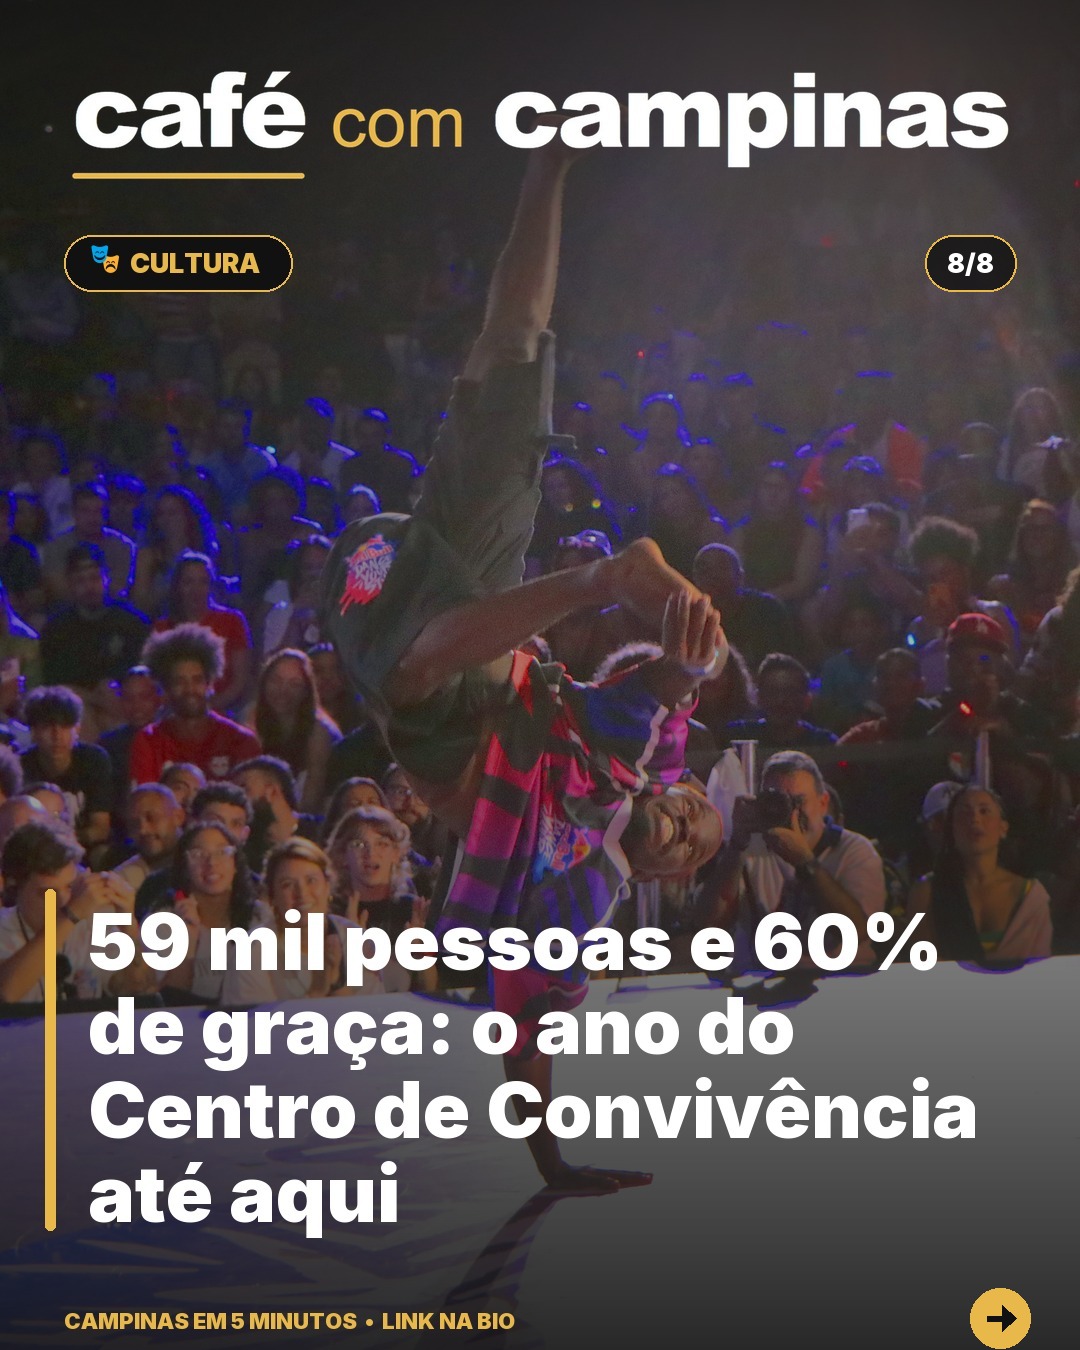 café com campinas
🎭 CULTURA
8/8
59 mil pessoas e 60%
de graça: o ano do
Centro de Convivência
até aqui
CAMPINAS EM 5 MINUTOS • LINK NA BIO